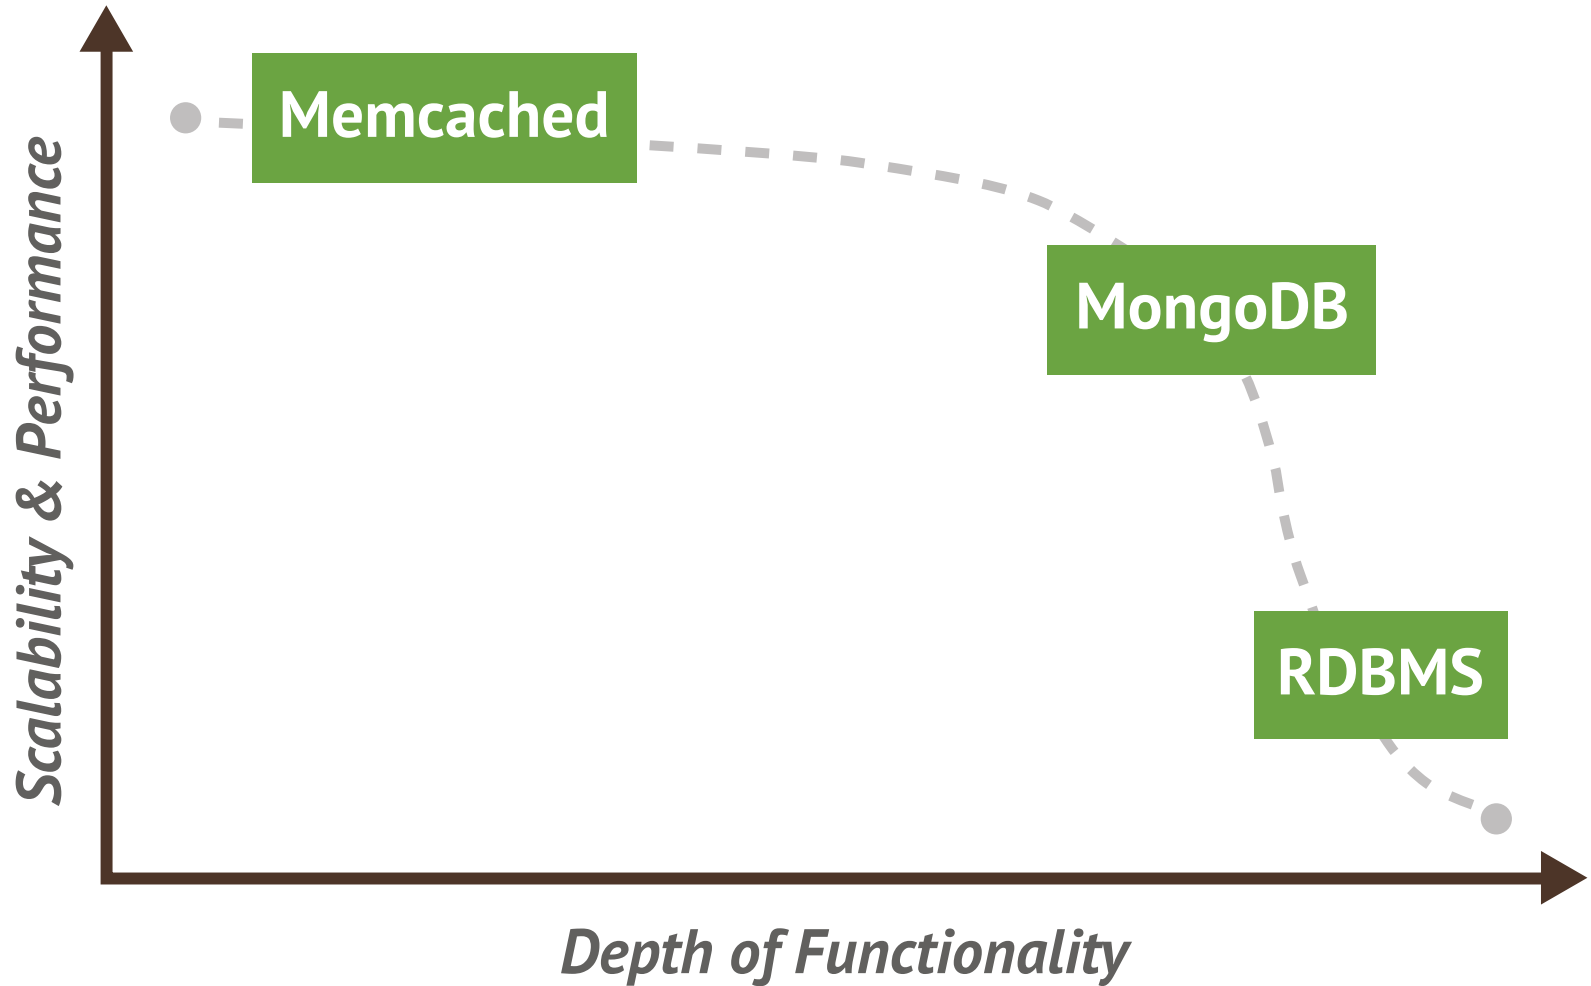 Scalability & Performance
Memcached
MongoDB
RDBMS
Depth of Functionality